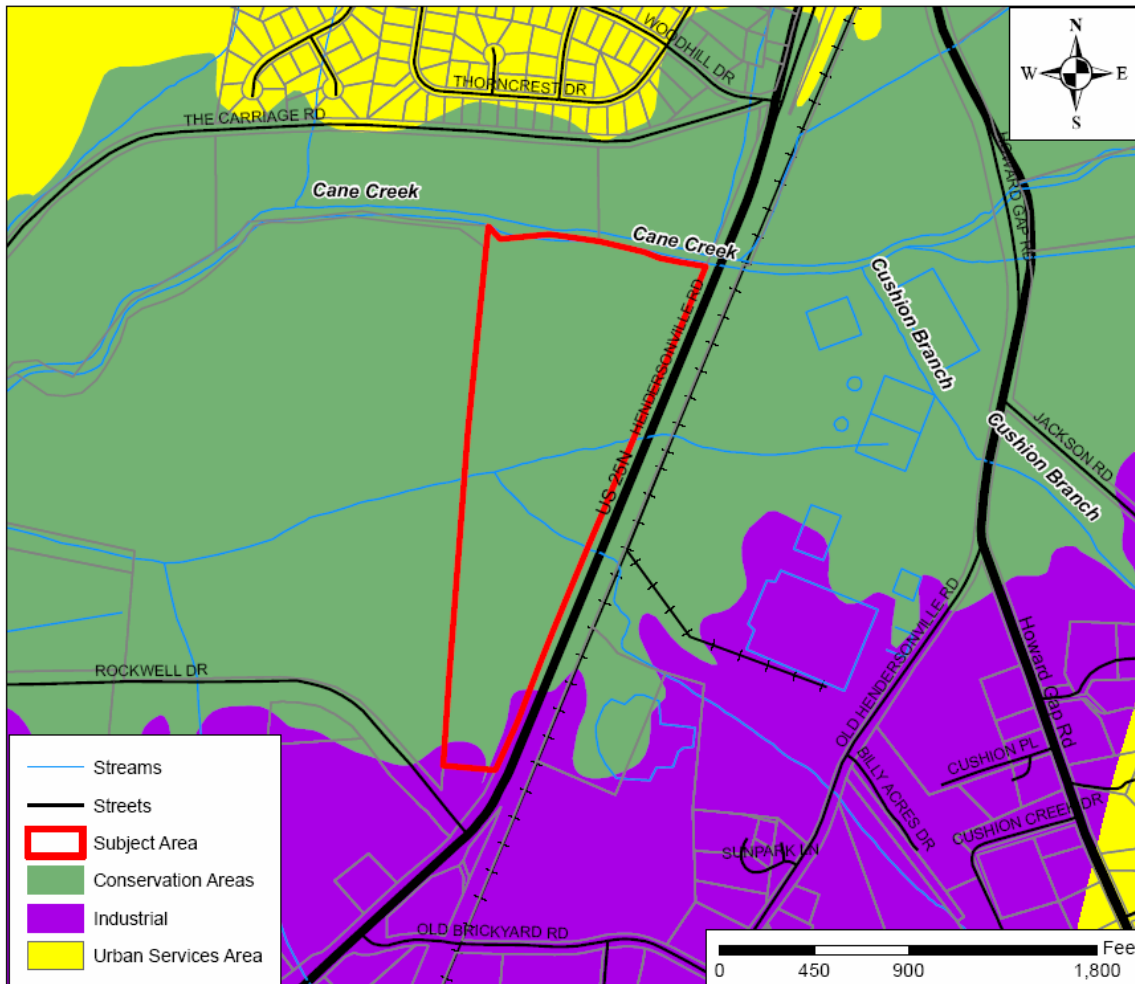 WOODHILL DR
THORNCREST DR
THE CARRIAGE RD
N
W E
S
HOWARD GAP RD
Cane Creek
Cane Creek
Cushion Branch
US 25N HENDERSONVILLE RD
JACKSON RD
Cushion Branch
ROCKWELL DR
OLD HENDERSONVILLE RD
Howard Gap Rd
CUSHION PL
BILLY ACRES DR
CUSHION CREEK DR
SUNPARK LN
OLD BRICKYARD RD
Streams
Streets
Subject Area
Conservation Areas
Industrial
Urban Services Area
Fee
0 450 900 1,800